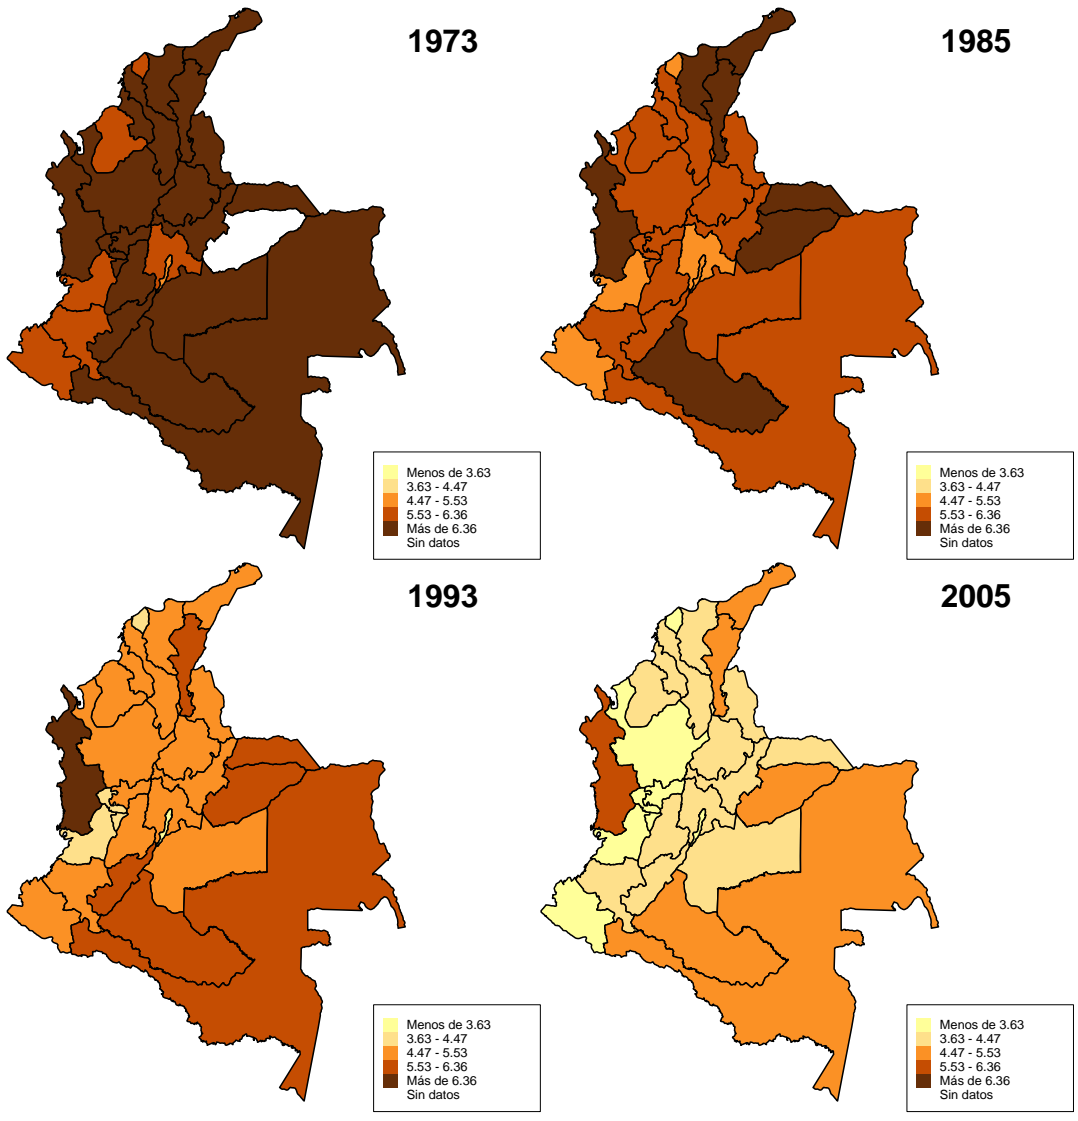 1973
Menos de 3.63
3.63 - 4.47
4.47 - 5.53
5.53 - 6.36
Más de 6.36
Sin datos
1985
Menos de 3.63
3.63 - 4.47
4.47 - 5.53
5.53 - 6.36
Más de 6.36
Sin datos
1993
Menos de 3.63
3.63 - 4.47
4.47 - 5.53
5.53 - 6.36
Más de 6.36
Sin datos
2005
Menos de 3.63
3.63 - 4.47
4.47 - 5.53
5.53 - 6.36
Más de 6.36
Sin datos